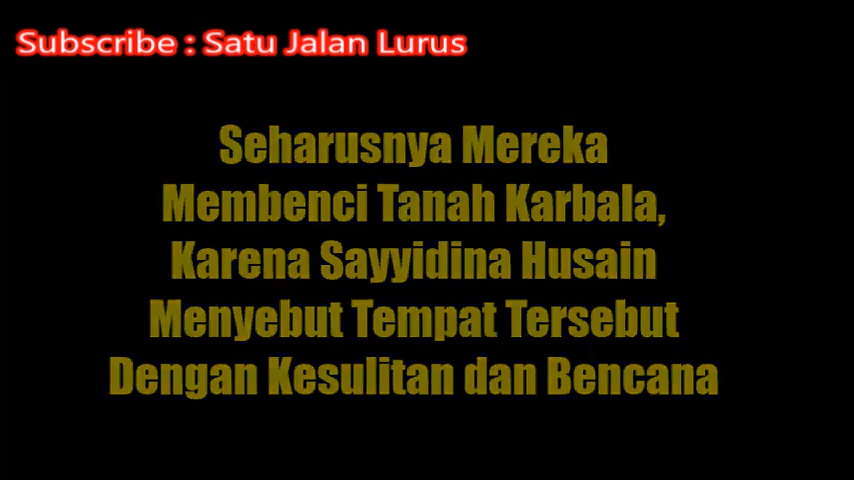 Subscribe : Satu Jalan Lurus
Seharusnya Mereka
Membenci Tanah Karbala,
Karena Sayyidina Husain
Menyebut Tempat Tersebut
Dengan Kesulitan dan Bencana